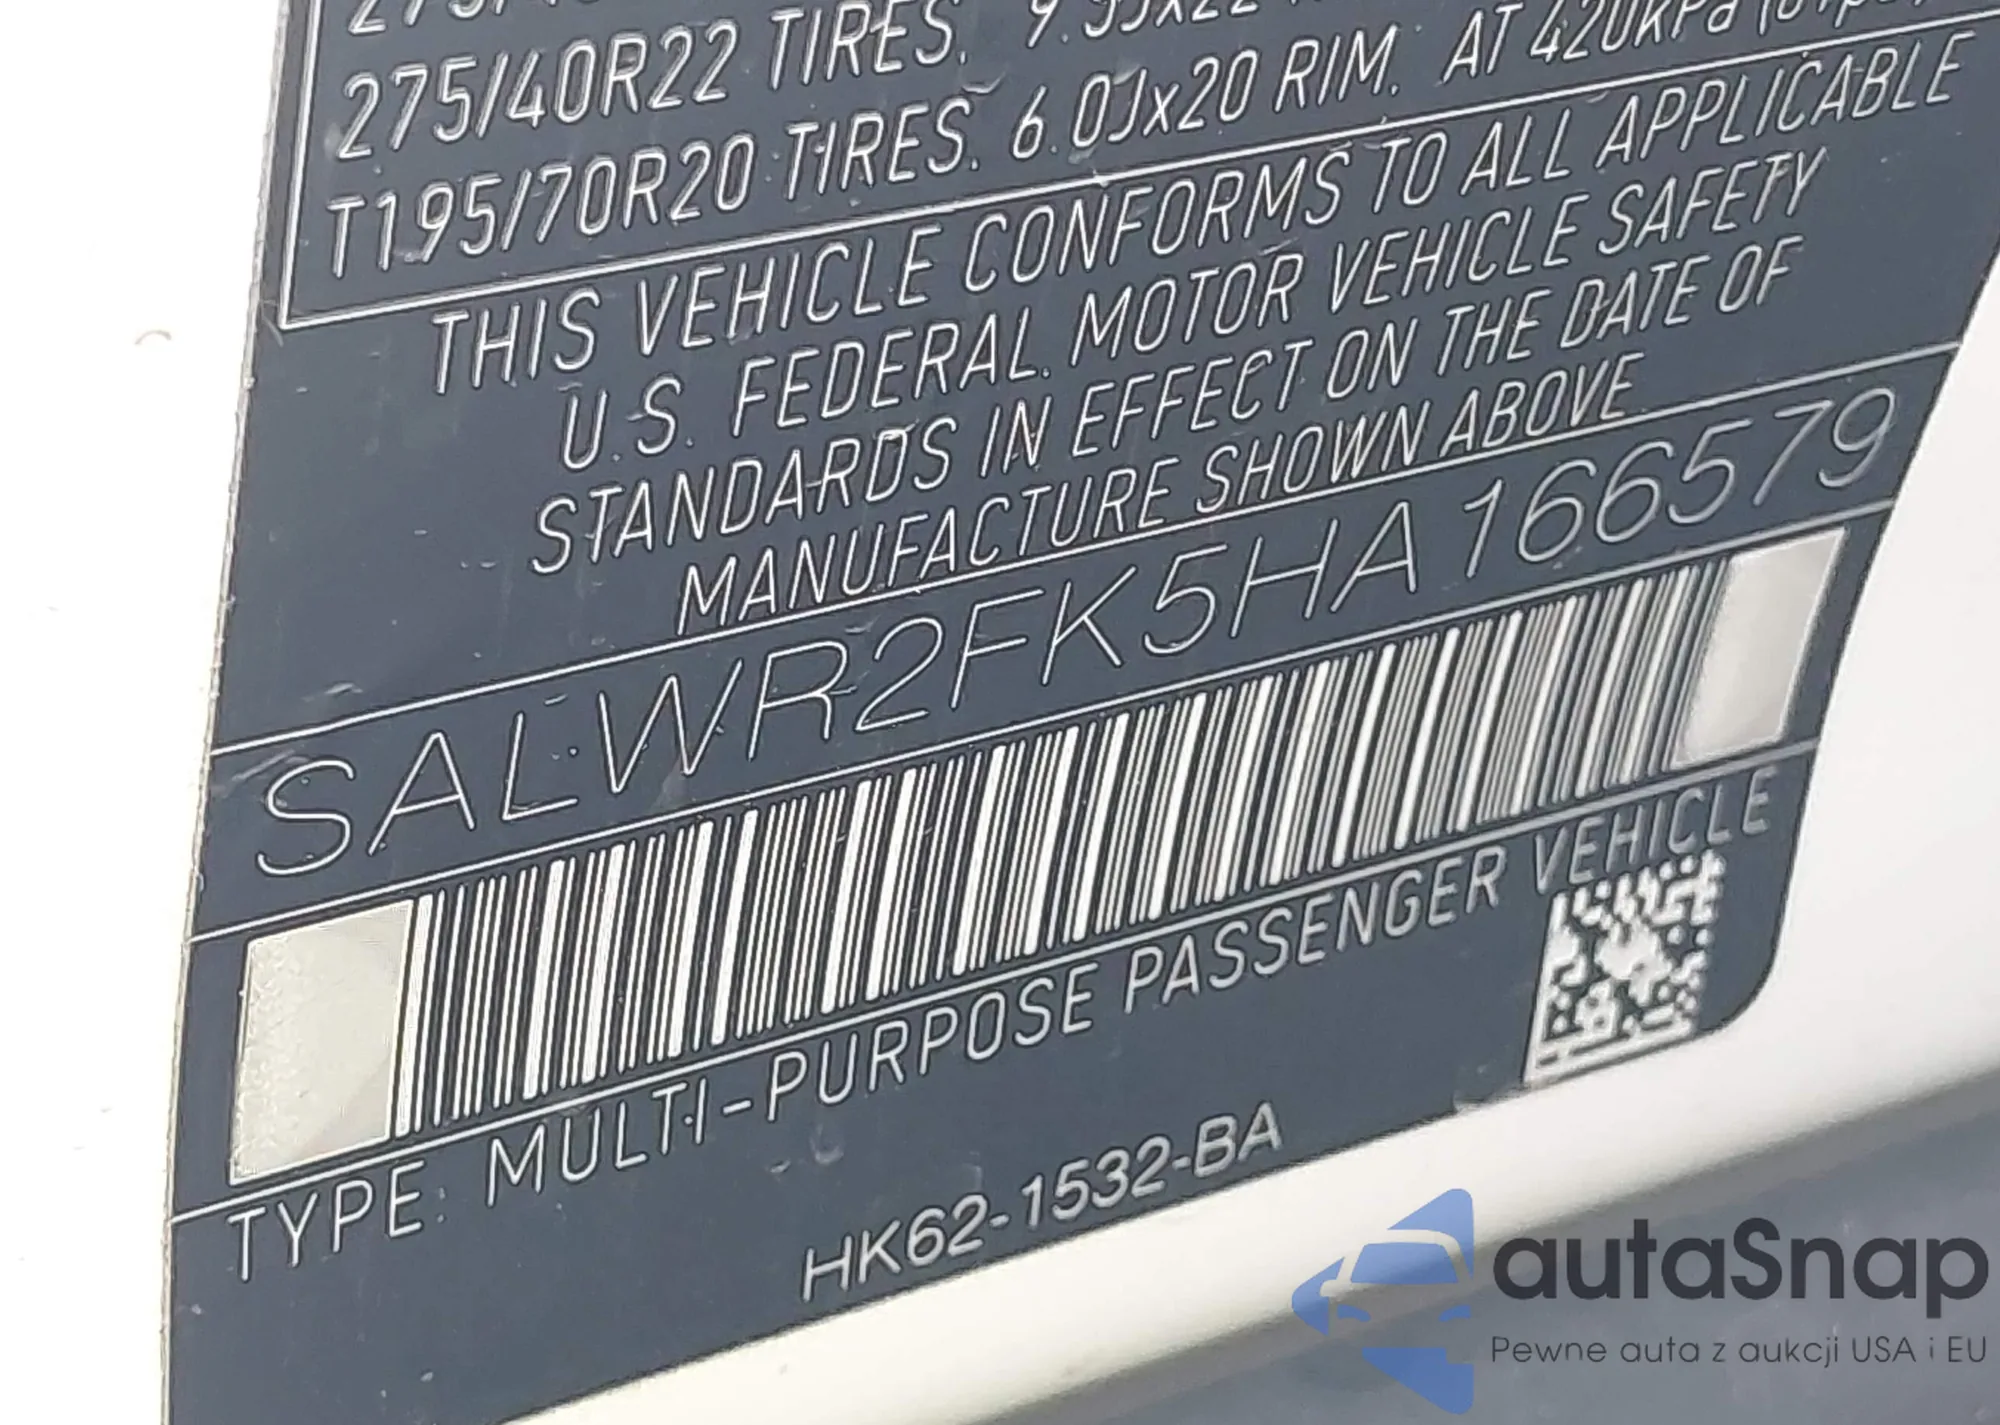 275/40R22 TIRES.
T195/70R20 TIRES. 6.0Jx20 RIM. AT 420kPa
THIS VEHICLE CONFORMS TO ALL APPLICABLE
U.S. FEDERAL MOTOR VEHICLE SAFETY
STANDARDS IN EFFECT ON THE DATE OF
MANUFACTURE SHOWN ABOVE
SALWR2FK5HA166579
TYPE: MULTI-PURPOSE PASSENGER VEHICLE
HK62-1532-BA
autaSnap
Pewne auta z aukcji USA i EU